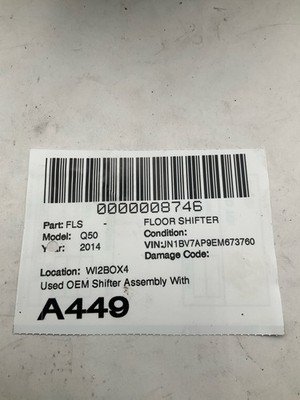 0000008746
Part: FLS - FLOOR SHIFTER
Model: Q50 Condition:
Year: 2014 VIN:JN1BV7AP9EM673760
Damage Code:
Location: WI2BOX4
Used OEM Shifter Assembly With
A449